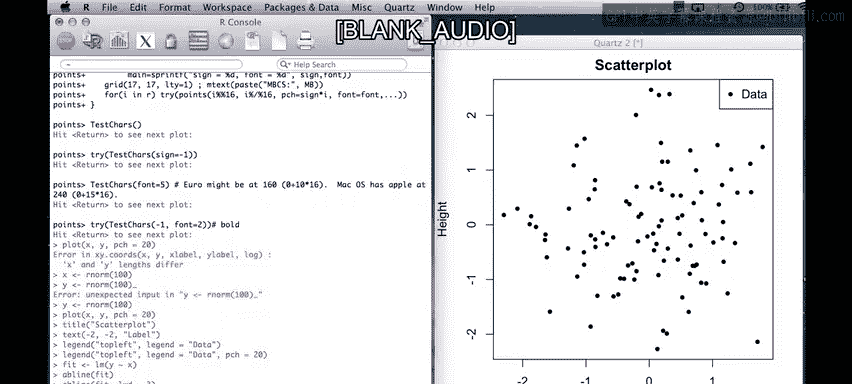 R File Edit Format Workspace Packages & Data Misc Quartz Window Help
R Console
[BLANK_AUDIO]
Quartz 2 [*]
Help Search
points+ main=sprintf("sign = %d, font = %d", sign,font))
points+ grid(17, 17, lty=1) ; mtext(paste("MBCS:", MB))
points+ for(i in r) try(points(i%%16, i%/%16, pch=sign*i, font=font,...))
points+ }
points> TestChars()
Hit <Return> to see next plot:
points> try(TestChars(sign=-1))
Hit <Return> to see next plot:
points> TestChars(font=5) # Euro might be at 160 (0+10*16). Mac OS has apple at
240 (0+15*16).
Hit <Return> to see next plot:
points> try(TestChars(-1, font=2))# bold
Hit <Return> to see next plot:
> plot(x, y, pch = 20)
Error in xy.coords(x, y, xlabel, ylabel, log) :
'x' and 'y' lengths differ
> x <- rnorm(100)
> y <- rnorm(100)_
Error: unexpected input in "y <- rnorm(100)_"
> y <- rnorm(100)
> plot(x, y, pch = 20)
> title("Scatterplot")
> text(-2, -2, "Label")
> legend("topleft", legend = "Data")
> legend("topleft", legend = "Data", pch = 20)
> fit <- lm(y ~ x)
> abline(fit)
Scatterplot
Data
Height
2
1
0
-1
-2
-2 -1 0 1